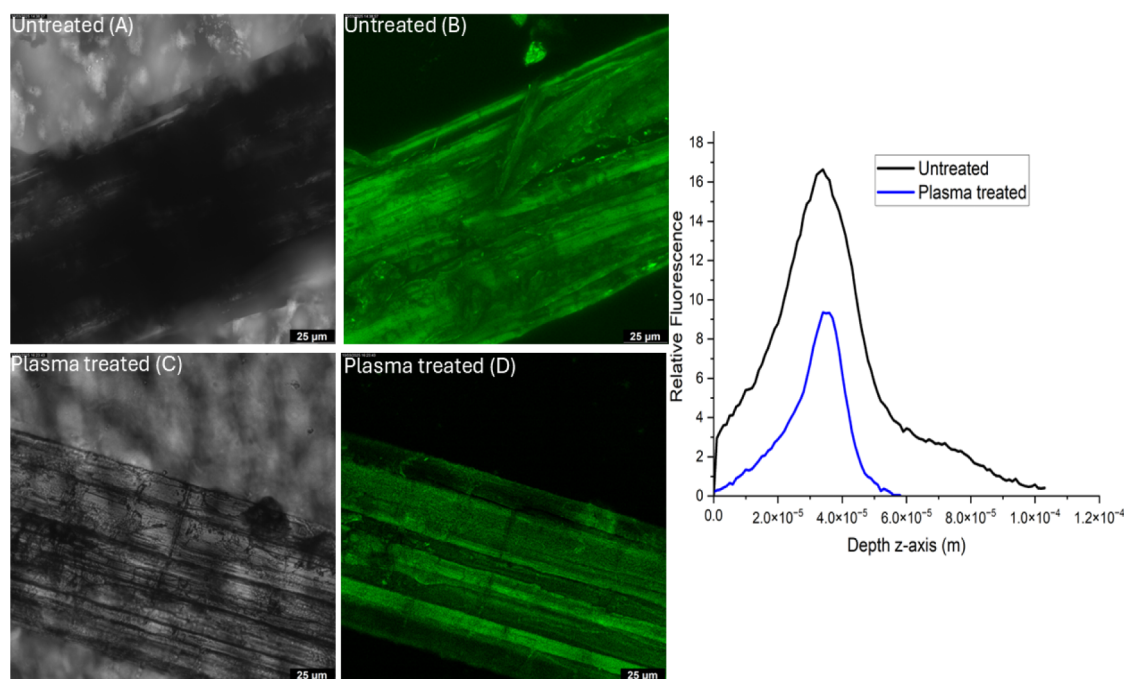 Untreated (A)
Untreated (B)
25 µm
25 µm
Plasma treated (C)
Plasma treated (D)
25 µm
25 µm
Relative Fluorescence
18
16
14
12
10
8
6
4
2
0
Untreated
Plasma treated
0.0 2.0×10⁻⁵ 4.0×10⁻⁵ 6.0×10⁻⁵ 8.0×10⁻⁵ 1.0×10⁻⁴ 1.2×10⁻⁴
Depth z-axis (m)